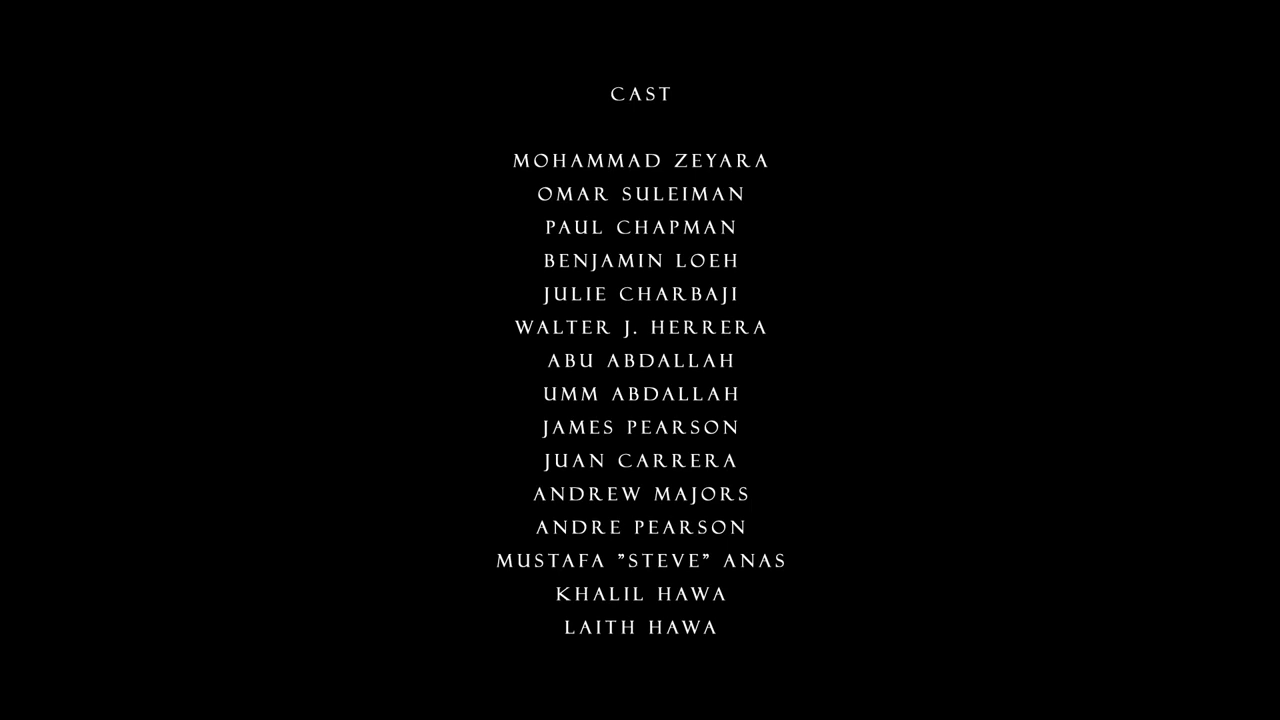 CAST
MOHAMMAD ZEYARA
OMAR SULEIMAN
PAUL CHAPMAN
BENJAMIN LOEH
JULIE CHARBAJI
WALTER J. HERRERA
ABU ABDALLAH
UMM ABDALLAH
JAMES PEARSON
JUAN CARRERA
ANDREW MAJORS
ANDRE PEARSON
MUSTAFA "STEVE" ANAS
KHALIL HAWA
LAITH HAWA